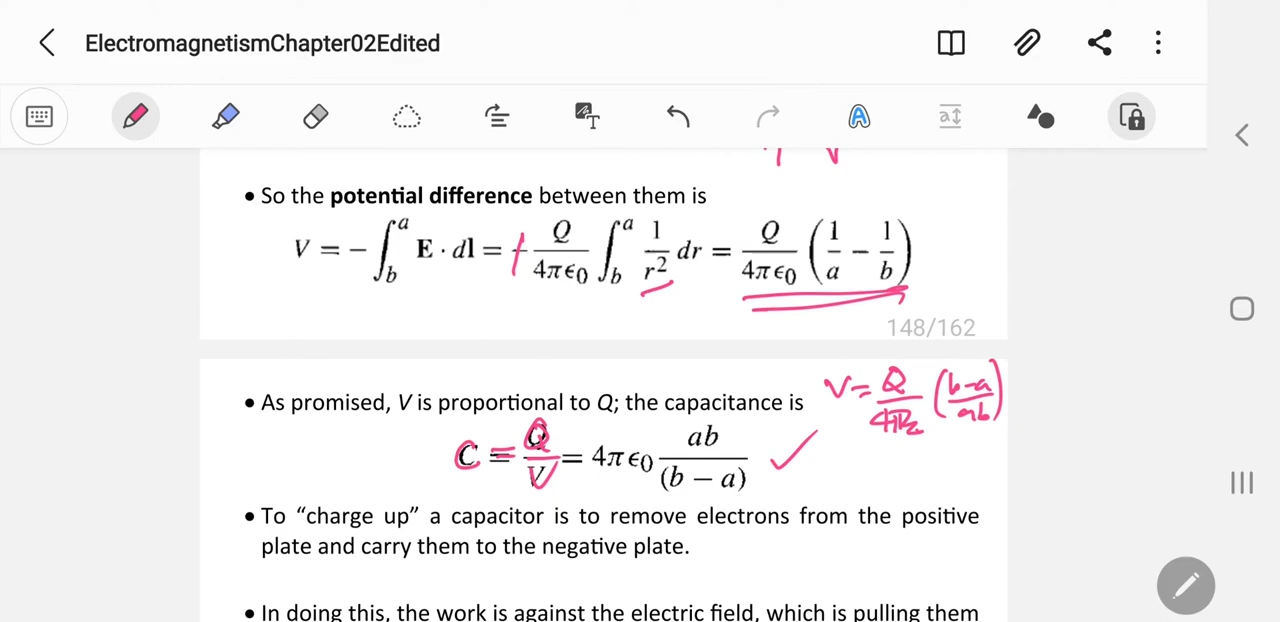 ElectromagnetismChapter02Edited
• So the potential difference between them is
V = − ∫_b^a E · dl = − Q/4πϵ0 ∫_b^a 1/r² dr = Q/4πϵ0 (1/a − 1/b)
148/162
• As promised, V is proportional to Q; the capacitance is
V = Q (b-a/ab)
C = Q/V = 4πϵ0 ab/(b − a)
• To “charge up” a capacitor is to remove electrons from the positive
plate and carry them to the negative plate.
• In doing this, the work is against the electric field, which is pulling them